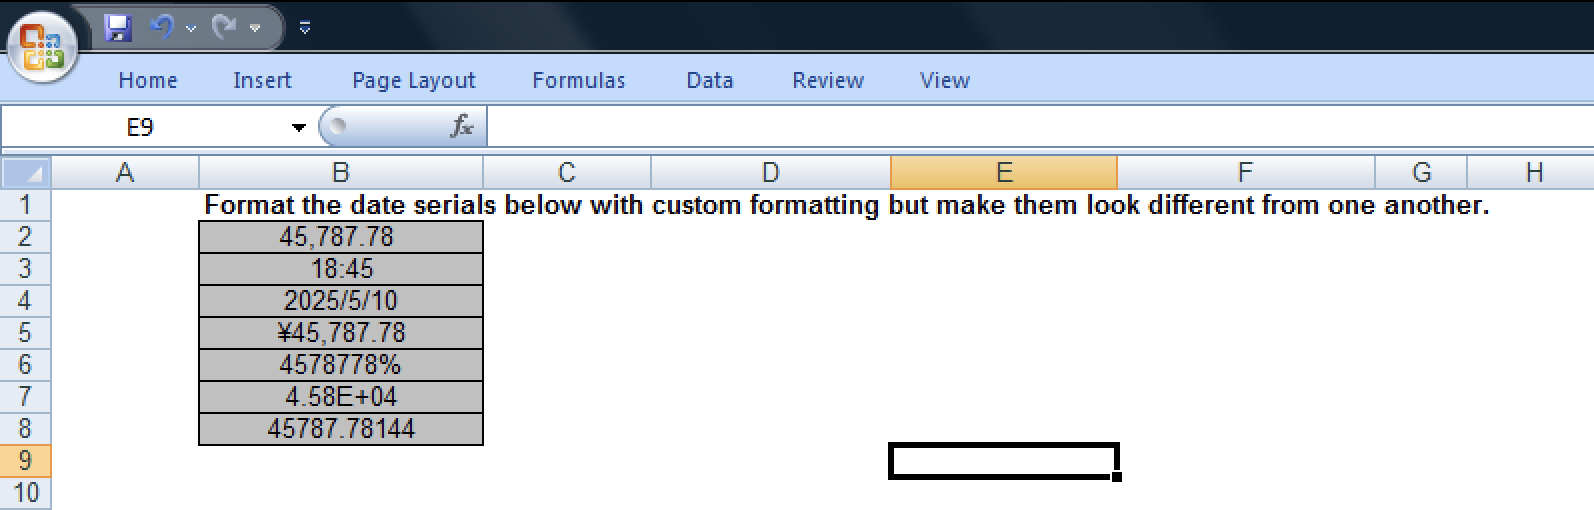 Home Insert Page Layout Formulas Data Review View
E9 fx
A B C D E F G H
1 Format the date serials below with custom formatting but make them look different from one another.
2 45,787.78
3 18:45
4 2025/5/10
5 ¥45,787.78
6 4578778%
7 4.58E+04
8 45787.78144
9
10